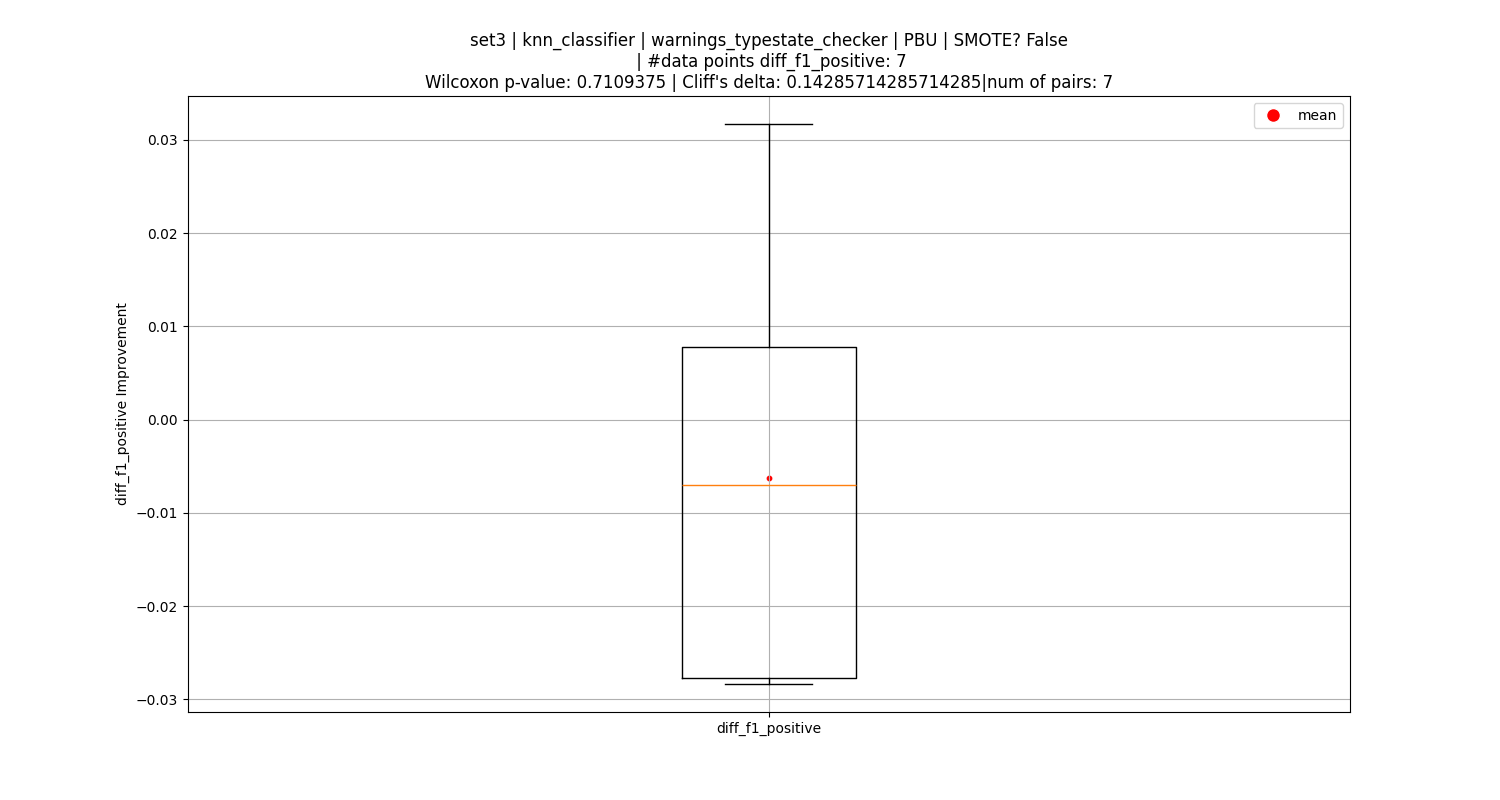 set3 | knn_classifier | warnings_typestate_checker | PBU | SMOTE? False
| #data points diff_f1_positive: 7
Wilcoxon p-value: 0.7109375 | Cliff's delta: 0.14285714285714285|num of pairs: 7
mean
0.03
0.02
0.01
0.00
−0.01
−0.02
−0.03
diff_f1_positive Improvement
diff_f1_positive